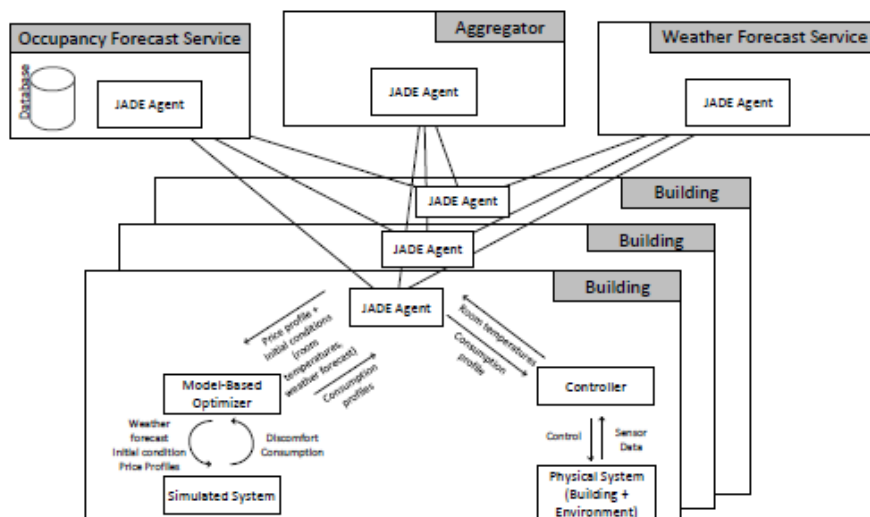 Occupancy Forecast Service
Aggregator
Weather Forecast Service
Database
JADE Agent
JADE Agent
JADE Agent
JADE Agent
Building
JADE Agent
Building
JADE Agent
Building
Price profile +
Initial conditions
(room
temperatures,
weather forecast)
Consumption
profiles
Room temperatures
Consumption
profile
Model-Based
Optimizer
Controller
Weather
forecast
Initial condition
Price Profiles
Discomfort
Consumption
Control
Sensor
Data
Simulated System
Physical System
(Building +
Environment)